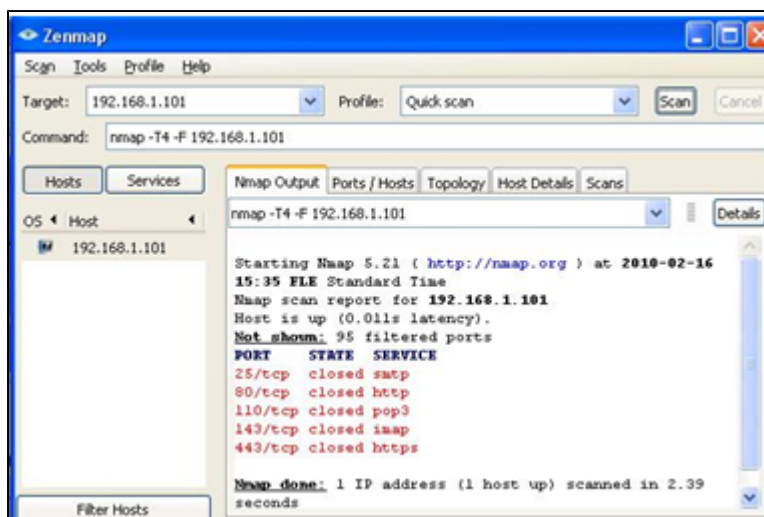 Zenmap
Scan Tools Profile Help
Target: 192.168.1.101 Profile: Quick scan Scan Cancel
Command: nmap -T4 -F 192.168.1.101
Hosts Services
Nmap Output Ports / Hosts Topology Host Details Scans
OS Host
nmap -T4 -F 192.168.1.101 Details
192.168.1.101
Starting Nmap 5.21 ( http://nmap.org ) at 2010-02-16
15:35 FLE Standard Time
Nmap scan report for 192.168.1.101
Host is up (0.011s latency).
Not shown: 95 filtered ports
PORT STATE SERVICE
25/tcp closed smtp
80/tcp closed http
110/tcp closed pop3
143/tcp closed imap
443/tcp closed https
Nmap done: 1 IP address (1 host up) scanned in 2.39
seconds
Filter Hosts